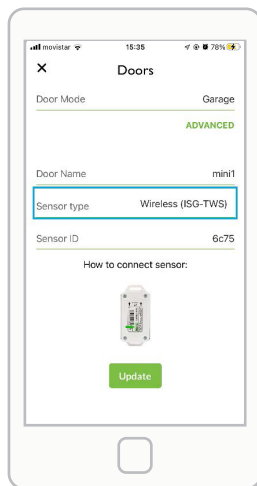 movistar 15:35 78%
× Doors
Door Mode Garage
ADVANCED
Door Name mini1
Sensor type Wireless (ISG-TWS)
Sensor ID 6c75
How to connect sensor:
Update